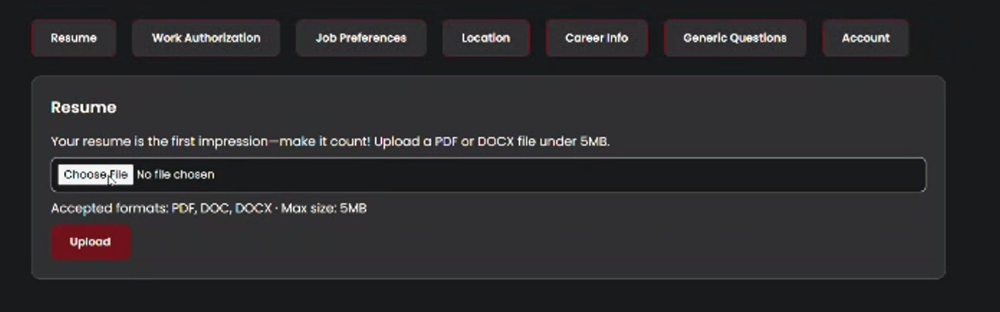 Resume Work Authorization Job Preferences Location Career Info Generic Questions Account
Resume
Your resume is the first impression—make it count! Upload a PDF or DOCX file under 5MB.
Choose File No file chosen
Accepted formats: PDF, DOC, DOCX · Max size: 5MB
Upload